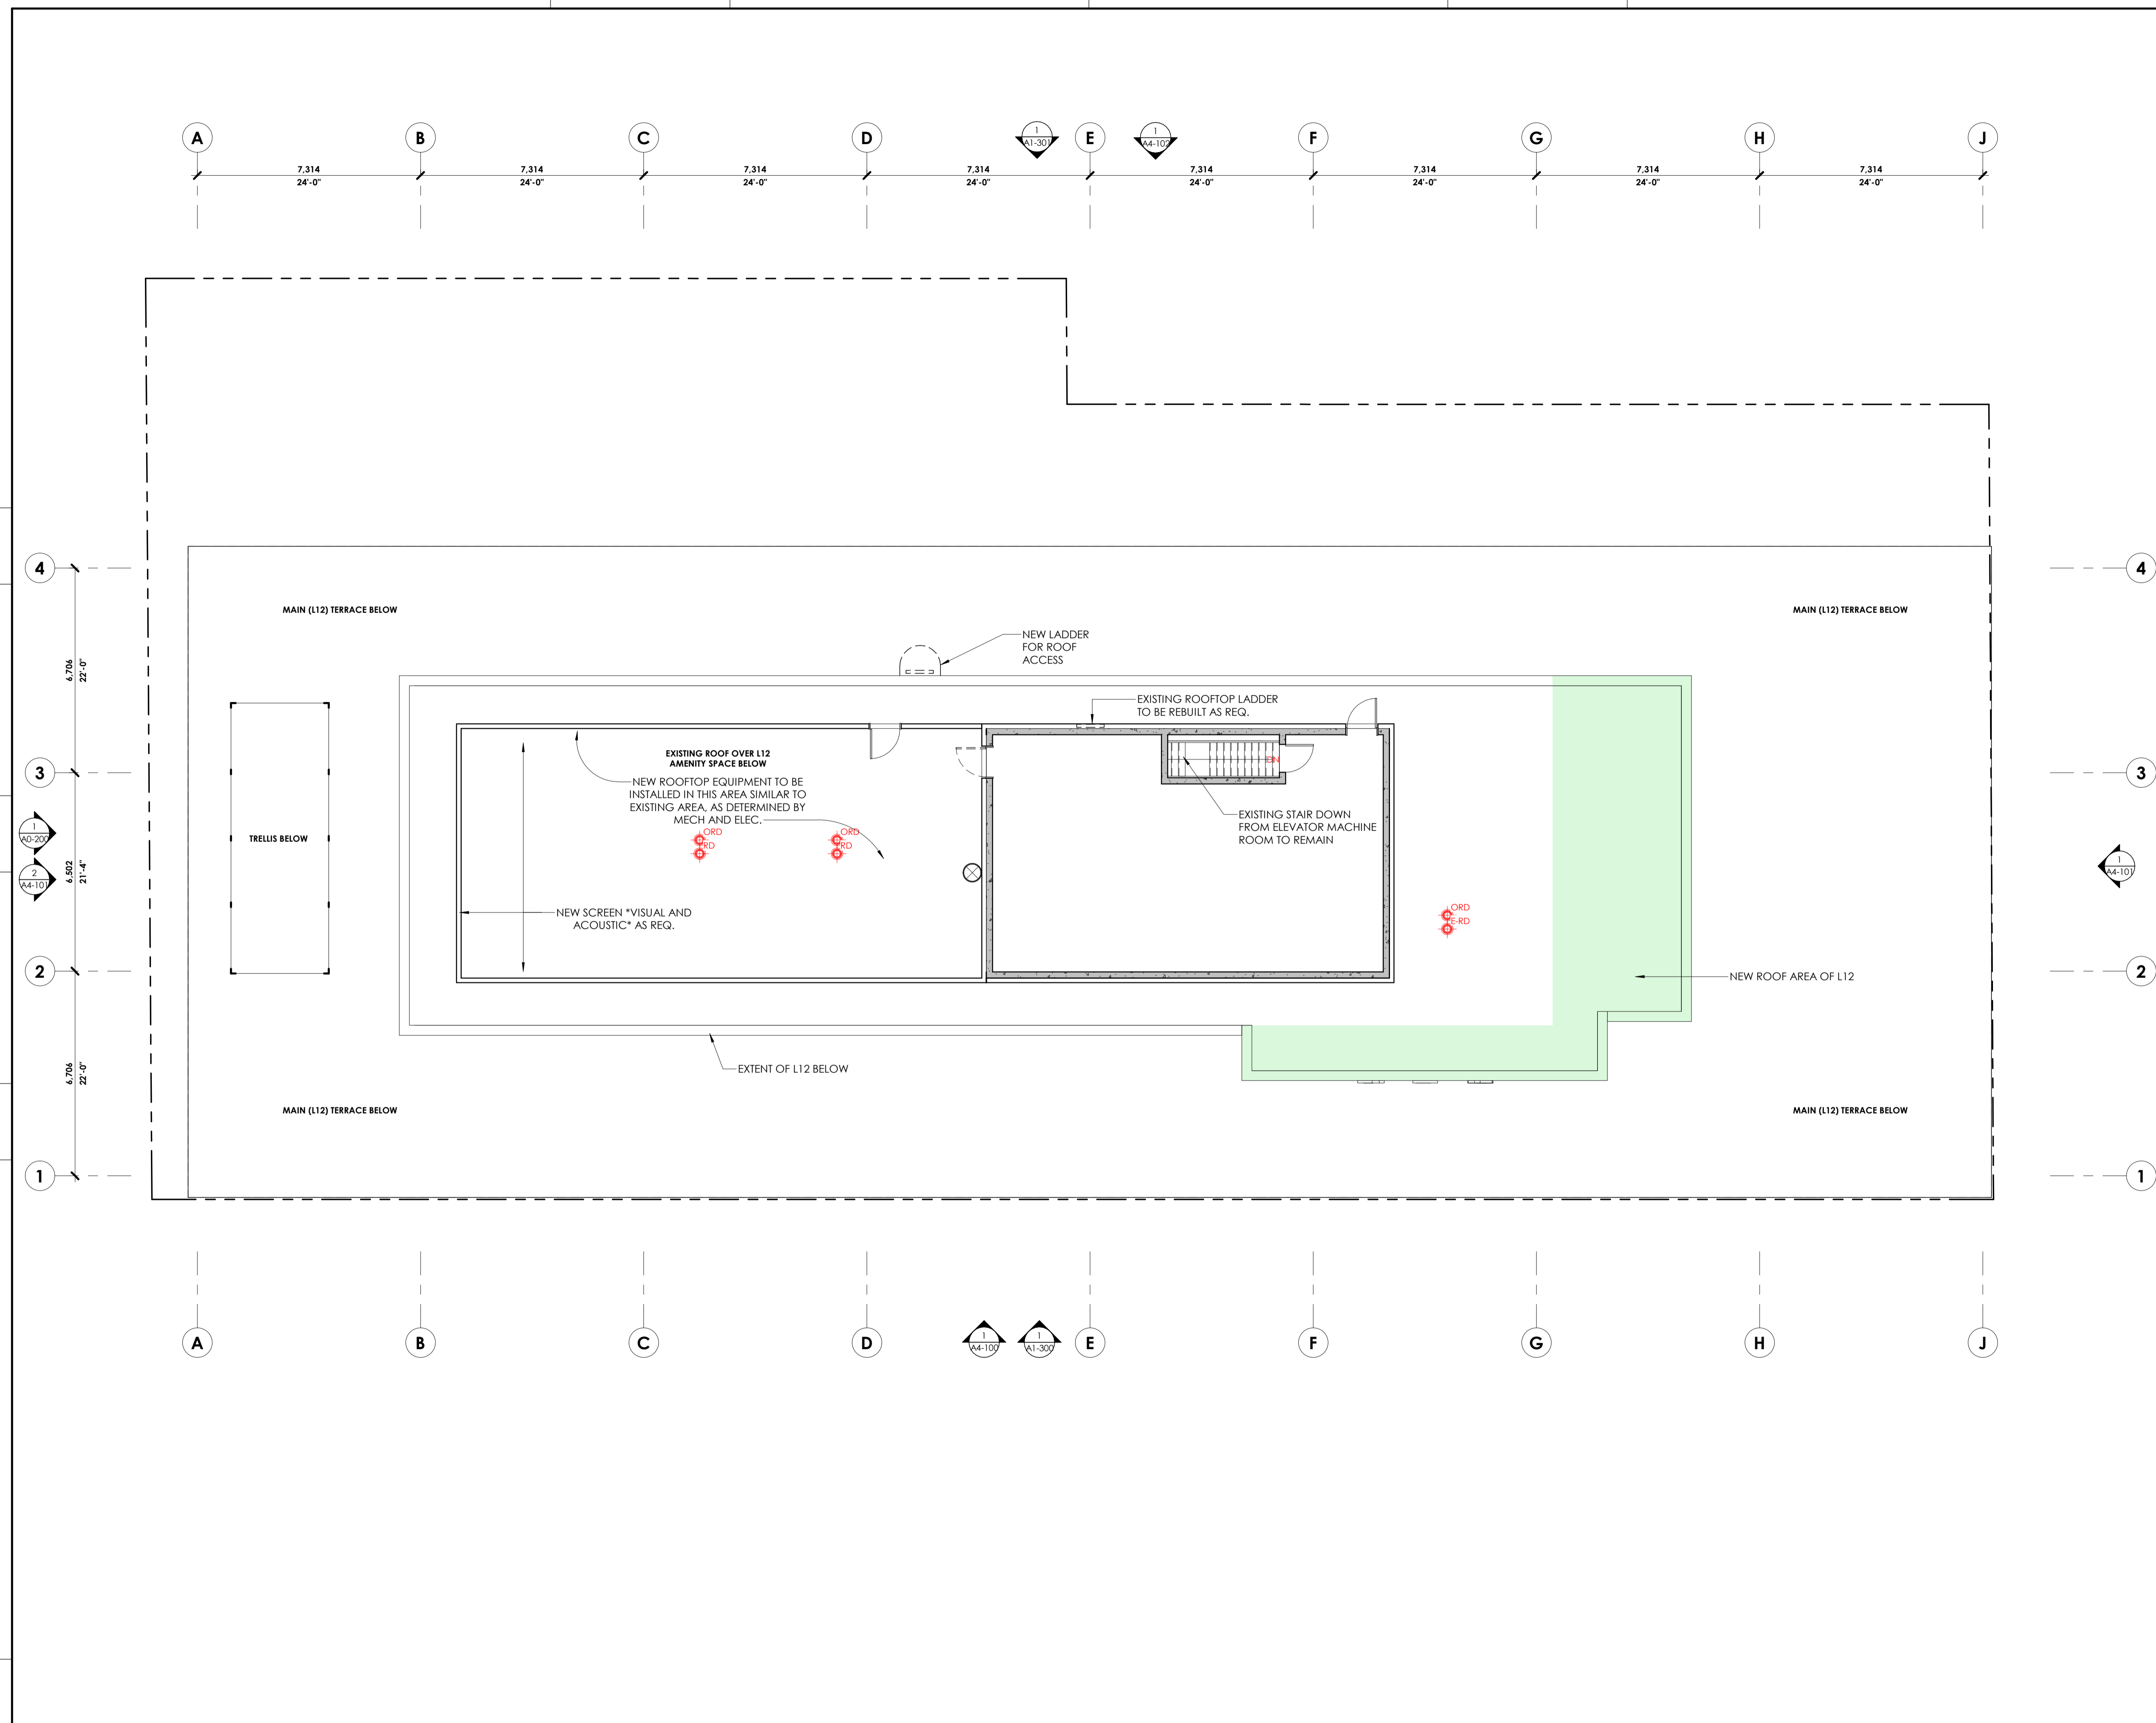 A B C D E F G H J
1
A1-301
1
A4-102
7,314 7,314 7,314 7,314 7,314 7,314 7,314 7,314
24'-0" 24'-0" 24'-0" 24'-0" 24'-0" 24'-0" 24'-0" 24'-0"
4 4
MAIN (L12) TERRACE BELOW
MAIN (L12) TERRACE BELOW
6,706
22'-0"
NEW LADDER
FOR ROOF
ACCESS
EXISTING ROOFTOP LADDER
TO BE REBUILT AS REQ.
EXISTING ROOF OVER L12
AMENITY SPACE BELOW
DN
3 3
NEW ROOFTOP EQUIPMENT TO BE
INSTALLED IN THIS AREA SIMILAR TO
EXISTING AREA, AS DETERMINED BY
MECH AND ELEC.
EXISTING STAIR DOWN
FROM ELEVATOR MACHINE
ROOM TO REMAIN
1
A0-200
TRELLIS BELOW
ORD
RD
ORD
RD
6,502
21'-4"
2
A4-101
1
A4-101
NEW SCREEN *VISUAL AND
ACOUSTIC* AS REQ.
ORD
E-RD
2 2
NEW ROOF AREA OF L12
EXTENT OF L12 BELOW
6,706
22'-0"
MAIN (L12) TERRACE BELOW
MAIN (L12) TERRACE BELOW
1 1
A B C D E F G H J
1
A4-100
1
A1-300